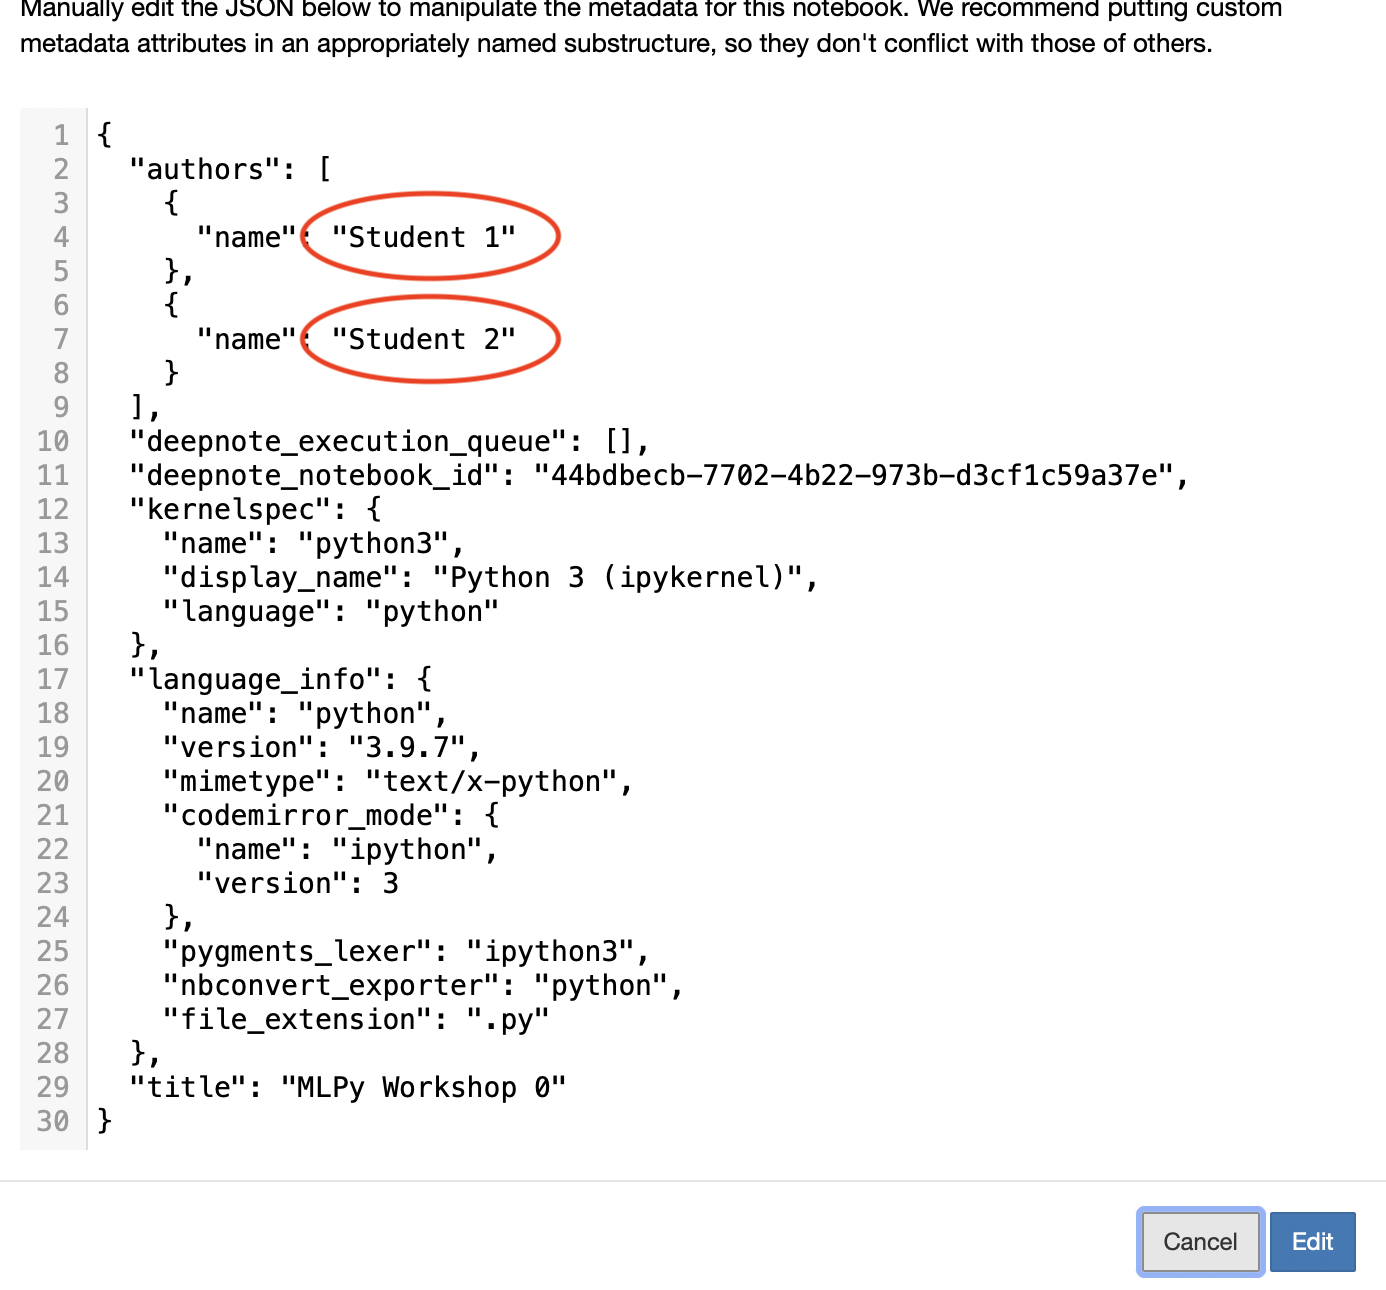 Manually edit the JSON below to manipulate the metadata for this notebook. We recommend putting custom
metadata attributes in an appropriately named substructure, so they don't conflict with those of others.
1 {
2   "authors": [
3     {
4       "name": "Student 1"
5     },
6     {
7       "name": "Student 2"
8     }
9   ],
10   "deepnote_execution_queue": [],
11   "deepnote_notebook_id": "44bdbecb-7702-4b22-973b-d3cf1c59a37e",
12   "kernelspec": {
13     "name": "python3",
14     "display_name": "Python 3 (ipykernel)",
15     "language": "python"
16   },
17   "language_info": {
18     "name": "python",
19     "version": "3.9.7",
20     "mimetype": "text/x-python",
21     "codemirror_mode": {
22       "name": "ipython",
23       "version": 3
24     },
25     "pygments_lexer": "ipython3",
26     "nbconvert_exporter": "python",
27     "file_extension": ".py"
28   },
29   "title": "MLPy Workshop 0"
30 }
Cancel Edit